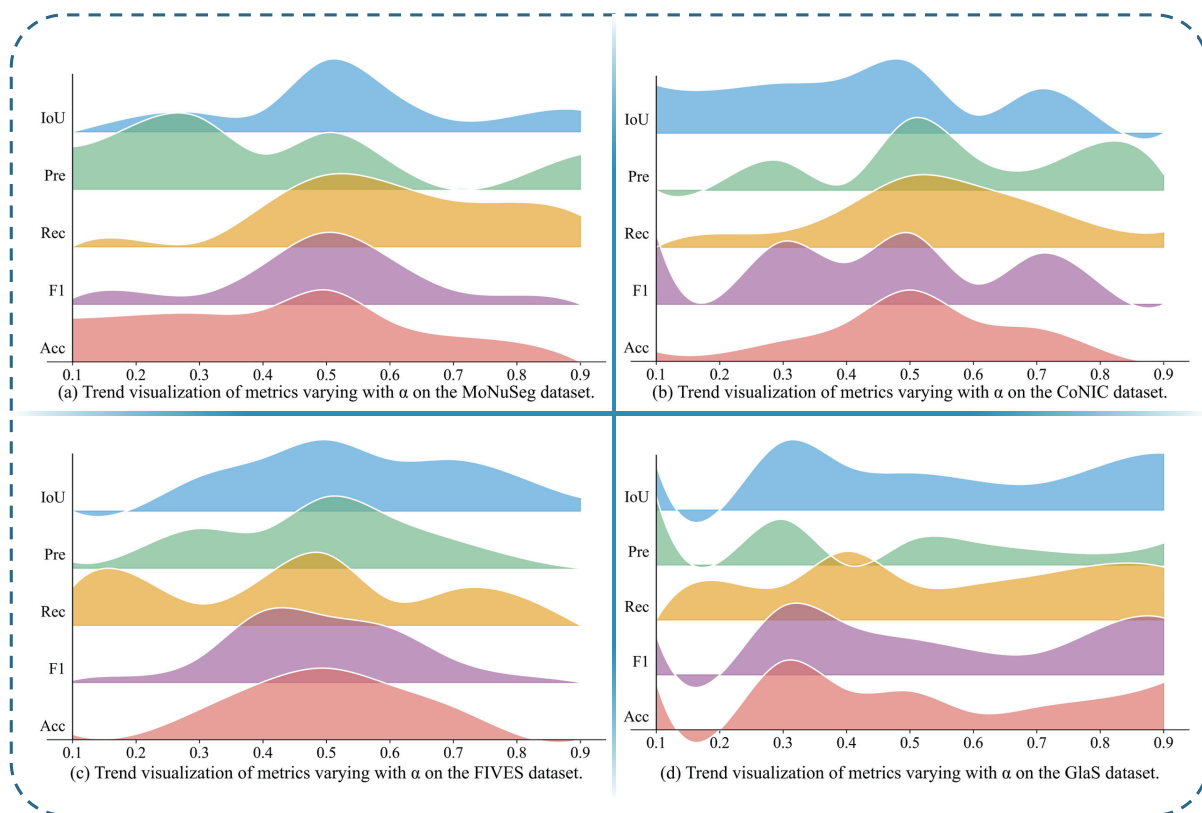 IoU
Pre
Rec
F1
Acc
0.1 0.2 0.3 0.4 0.5 0.6 0.7 0.8 0.9
(a) Trend visualization of metrics varying with α on the MoNuSeg dataset.
IoU
Pre
Rec
F1
Acc
0.1 0.2 0.3 0.4 0.5 0.6 0.7 0.8 0.9
(b) Trend visualization of metrics varying with α on the CoNIC dataset.
IoU
Pre
Rec
F1
Acc
0.1 0.2 0.3 0.4 0.5 0.6 0.7 0.8 0.9
(c) Trend visualization of metrics varying with α on the FIVES dataset.
IoU
Pre
Rec
F1
Acc
0.1 0.2 0.3 0.4 0.5 0.6 0.7 0.8 0.9
(d) Trend visualization of metrics varying with α on the GlaS dataset.